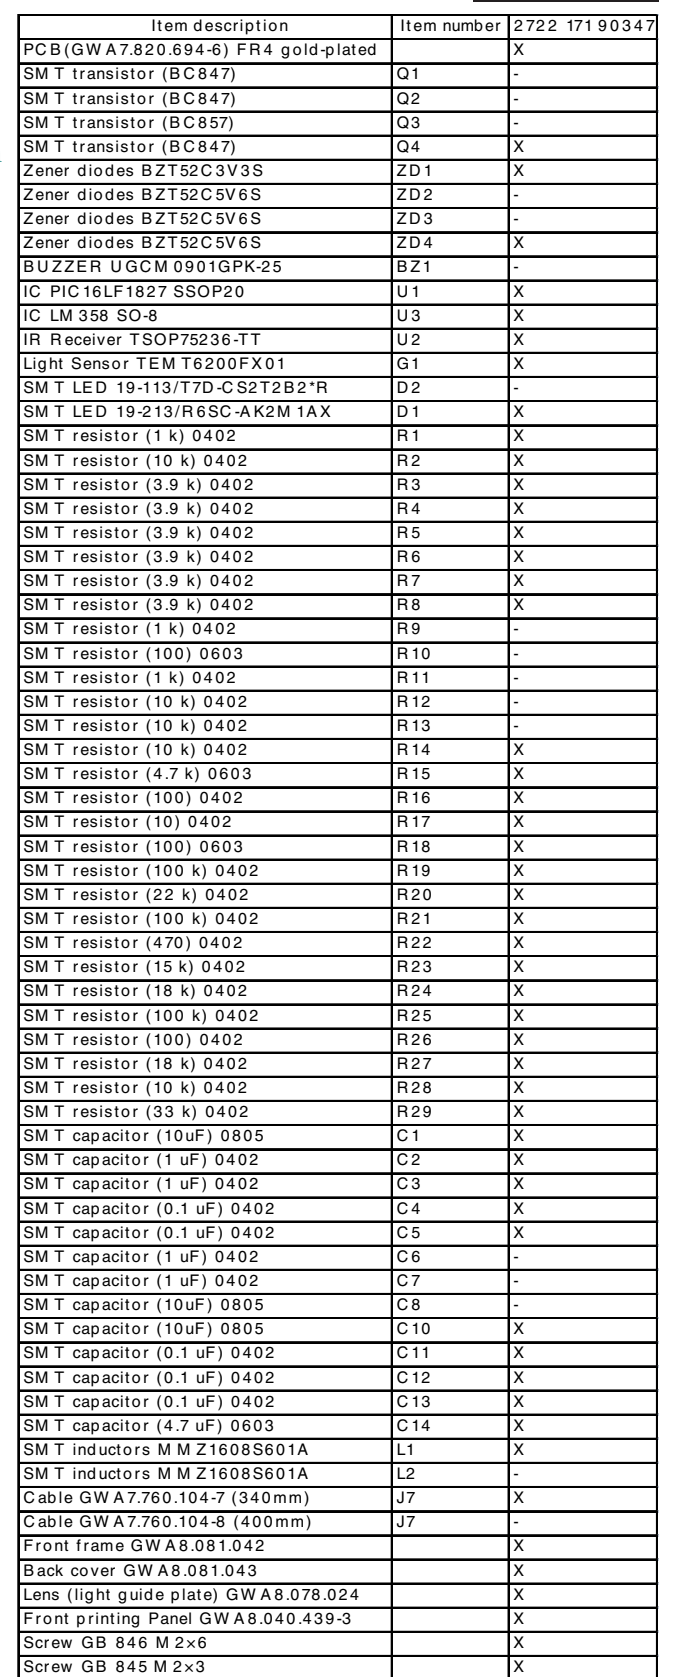 Item description Item number 2722 171 90347
PCB(GWA7.820.694-6) FR4 gold-plated X
SMT transistor (BC847) Q1 -
SMT transistor (BC847) Q2 -
SMT transistor (BC857) Q3 -
SMT transistor (BC847) Q4 X
Zener diodes BZT52C3V3S ZD1 X
Zener diodes BZT52C5V6S ZD2 -
Zener diodes BZT52C5V6S ZD3 -
Zener diodes BZT52C5V6S ZD4 X
BUZZER UGCM0901GPK-25 BZ1 -
IC PIC16LF1827 SSOP20 U1 X
IC LM358 SO-8 U3 X
IR Receiver TSOP75236-TT U2 X
Light Sensor TEMT6200FX01 G1 X
SMT LED 19-113/T7D-CS2T2B2*R D2 -
SMT LED 19-213/R6SC-AK2M1AX D1 X
SMT resistor (1 k) 0402 R1 X
SMT resistor (10 k) 0402 R2 X
SMT resistor (3.9 k) 0402 R3 X
SMT resistor (3.9 k) 0402 R4 X
SMT resistor (3.9 k) 0402 R5 X
SMT resistor (3.9 k) 0402 R6 X
SMT resistor (3.9 k) 0402 R7 X
SMT resistor (3.9 k) 0402 R8 X
SMT resistor (1 k) 0402 R9 -
SMT resistor (100) 0603 R10 -
SMT resistor (1 k) 0402 R11 -
SMT resistor (10 k) 0402 R12 -
SMT resistor (10 k) 0402 R13 -
SMT resistor (10 k) 0402 R14 X
SMT resistor (4.7 k) 0603 R15 X
SMT resistor (100) 0402 R16 X
SMT resistor (10) 0402 R17 X
SMT resistor (100) 0603 R18 X
SMT resistor (100 k) 0402 R19 X
SMT resistor (22 k) 0402 R20 X
SMT resistor (100 k) 0402 R21 X
SMT resistor (470) 0402 R22 X
SMT resistor (15 k) 0402 R23 X
SMT resistor (18 k) 0402 R24 X
SMT resistor (100 k) 0402 R25 X
SMT resistor (100) 0402 R26 X
SMT resistor (18 k) 0402 R27 X
SMT resistor (10 k) 0402 R28 X
SMT resistor (33 k) 0402 R29 X
SMT capacitor (10uF) 0805 C1 X
SMT capacitor (1 uF) 0402 C2 X
SMT capacitor (1 uF) 0402 C3 X
SMT capacitor (0.1 uF) 0402 C4 X
SMT capacitor (0.1 uF) 0402 C5 X
SMT capacitor (1 uF) 0402 C6 -
SMT capacitor (1 uF) 0402 C7 -
SMT capacitor (10uF) 0805 C8 -
SMT capacitor (10uF) 0805 C10 X
SMT capacitor (0.1 uF) 0402 C11 X
SMT capacitor (0.1 uF) 0402 C12 X
SMT capacitor (0.1 uF) 0402 C13 X
SMT capacitor (4.7 uF) 0603 C14 X
SMT inductors MMZ1608S601A L1 X
SMT inductors MMZ1608S601A L2 -
Cable GWA7.760.104-7 (340mm) J7 X
Cable GWA7.760.104-8 (400mm) J7 -
Front frame GWA8.081.042 X
Back cover GWA8.081.043 X
Lens (light guide plate) GWA8.078.024 X
Front printing Panel GWA8.040.439-3 X
Screw GB 846 M2×6 X
Screw GB 845 M2×3 X